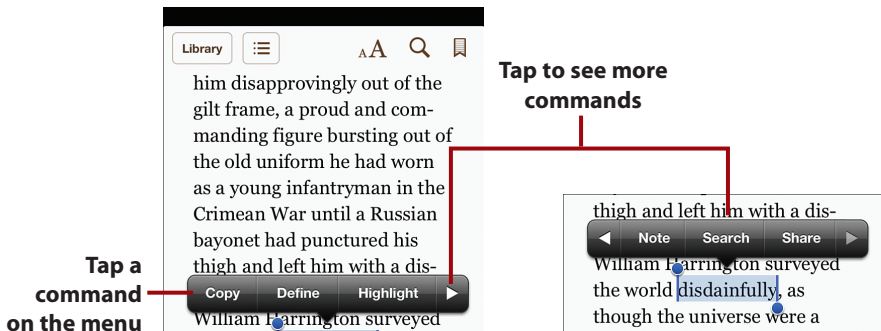 Library
AA
him disapprovingly out of the
gilt frame, a proud and com-
manding figure bursting out of
the old uniform he had worn
as a young infantryman in the
Crimean War until a Russian
bayonet had punctured his
thigh and left him with a dis-
Copy Define Highlight
William Harrington surveyed
Tap a
command
on the menu
Tap to see more
commands
thigh and left him with a dis-
Note Search Share
William Harrington surveyed
the world disdainfully, as
though the universe were a